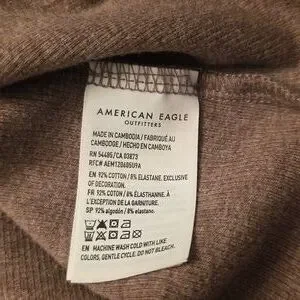 AMERICAN EAGLE
OUTFITTERS
MADE IN CAMBODIA / FABRIQUÉ AU
CAMBODGE / HECHO EN CAMBOYA
RN 54485/CA 03873
RFC# AEM120605U9A
EN: 92% COTTON / 8% ELASTANE, EXCLUSIVE
OF DECORATION.
FR: 92% COTON / 8% ÉLASTHANNE. À
L'EXCEPTION DE LA GARNITURE.
SP: 92% algodón / 8% elastano.
EN: MACHINE WASH COLD WITH LIKE
COLORS, GENTLE CYCLE. DO NOT BLEACH.